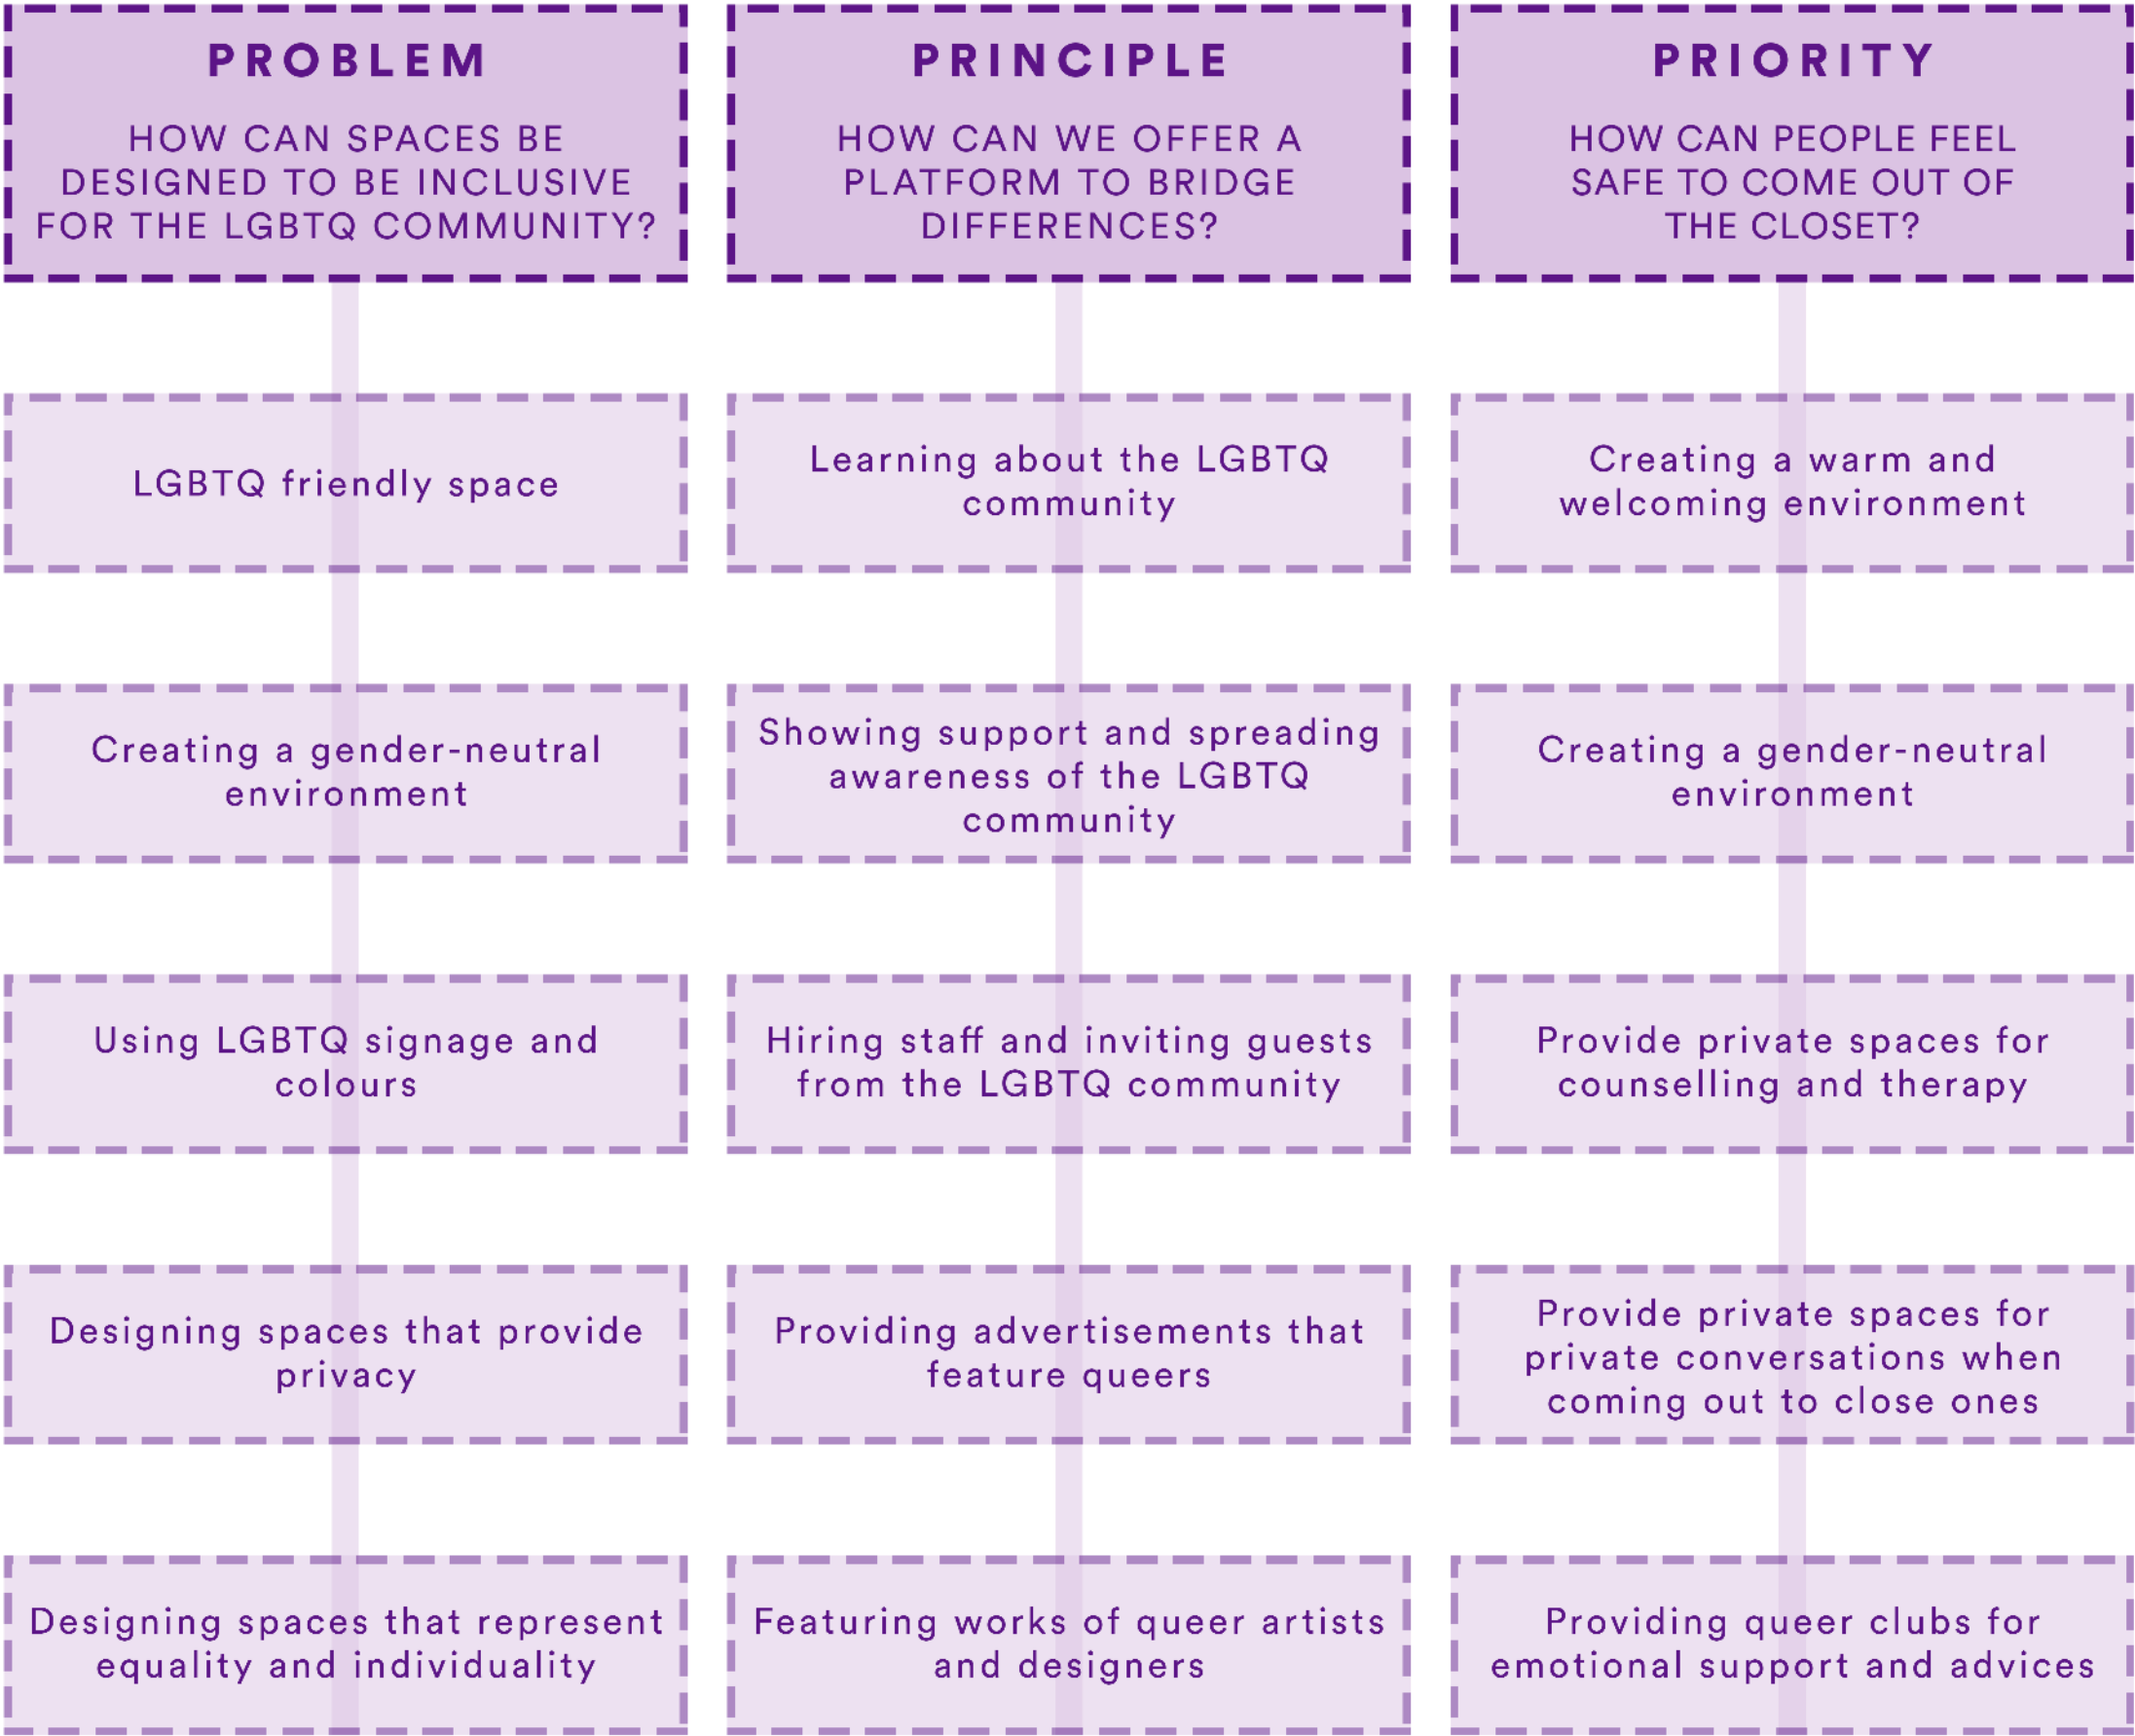 PROBLEM
HOW CAN SPACES BE
DESIGNED TO BE INCLUSIVE
FOR THE LGBTQ COMMUNITY?
LGBTQ friendly space
Creating a gender-neutral
environment
Using LGBTQ signage and
colours
Designing spaces that provide
privacy
Designing spaces that represent
equality and individuality
PRINCIPLE
HOW CAN WE OFFER A
PLATFORM TO BRIDGE
DIFFERENCES?
Learning about the LGBTQ
community
Showing support and spreading
awareness of the LGBTQ
community
Hiring staff and inviting guests
from the LGBTQ community
Providing advertisements that
feature queers
Featuring works of queer artists
and designers
PRIORITY
HOW CAN PEOPLE FEEL
SAFE TO COME OUT OF
THE CLOSET?
Creating a warm and
welcoming environment
Creating a gender-neutral
environment
Provide private spaces for
counselling and therapy
Provide private spaces for
private conversations when
coming out to close ones
Providing queer clubs for
emotional support and advices